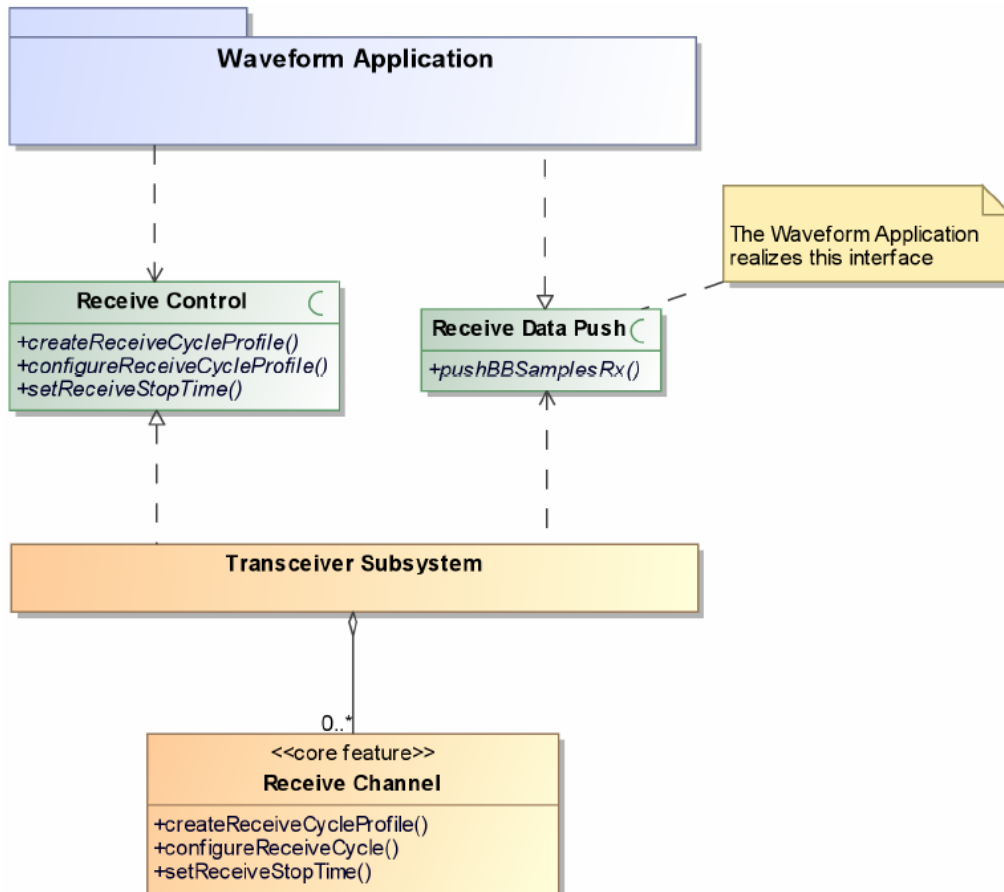 Waveform Application
The Waveform Application
realizes this interface
Receive Control
+createReceiveCycleProfile()
+configureReceiveCycleProfile()
+setReceiveStopTime()
Receive Data Push
+pushBBSamplesRx()
Transceiver Subsystem
0..*
<<core feature>>
Receive Channel
+createReceiveCycleProfile()
+configureReceiveCycle()
+setReceiveStopTime()